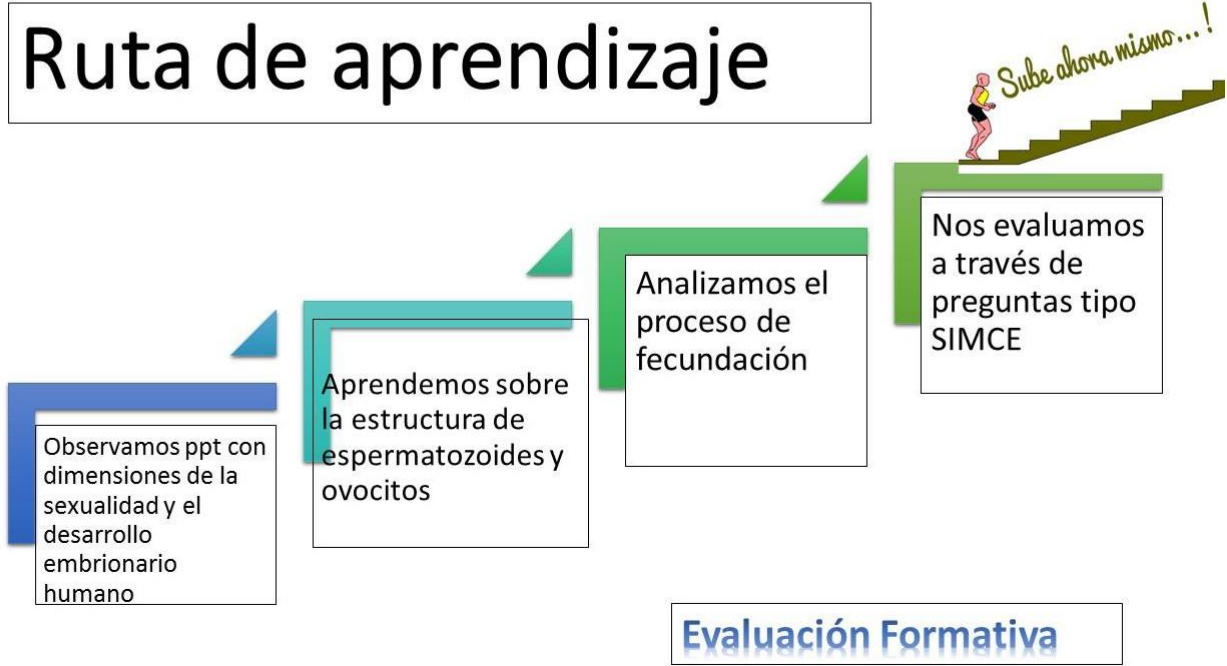 Ruta de aprendizaje
Sube ahora mismo...!
Observamos ppt con
dimensiones de la
sexualidad y el
desarrollo
embrionario
humano
Aprendemos sobre
la estructura de
espermatozoides y
ovocitos
Analizamos el
proceso de
fecundación
Nos evaluamos
a través de
preguntas tipo
SIMCE
Evaluación Formativa